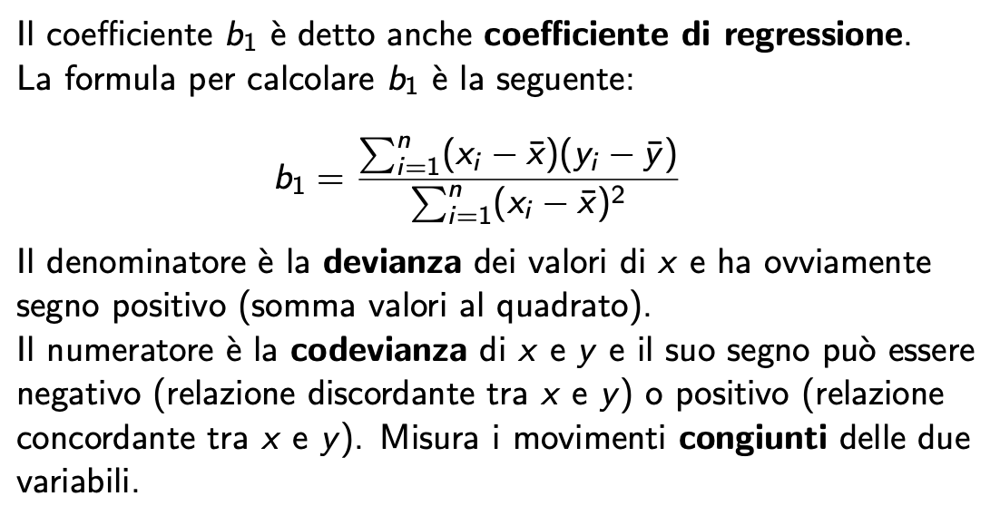 Il coefficiente b₁ è detto anche coefficiente di regressione.
La formula per calcolare b₁ è la seguente:
b₁ = \frac{\sum_{i=1}^{n}(x_i − \bar{x})(y_i − \bar{y})}{\sum_{i=1}^{n}(x_i − \bar{x})^2}
Il denominatore è la devianza dei valori di x e ha ovviamente
segno positivo (somma valori al quadrato).
Il numeratore è la codevianza di x e y e il suo segno può essere
negativo (relazione discordante tra x e y) o positivo (relazione
concordante tra x e y). Misura i movimenti congiunti delle due
variabili.